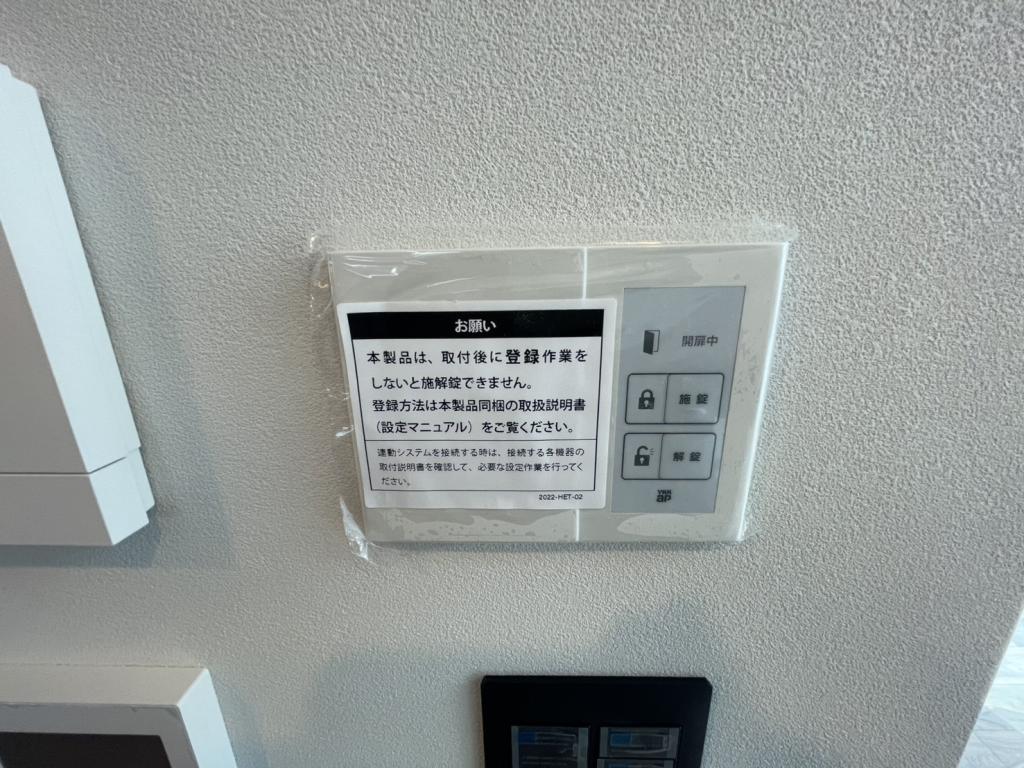 お願い
本製品は、取付後に登録作業を
しないと施解錠できません。
登録方法は本製品同梱の取扱説明書
（設定マニュアル）をご覧ください。
連動システムを接続する時は、接続する各機器の
取付説明書を確認して、必要な設定作業を行ってく
ださい。
2022-HET-02
開扉中
施錠
解錠
YKK
ap